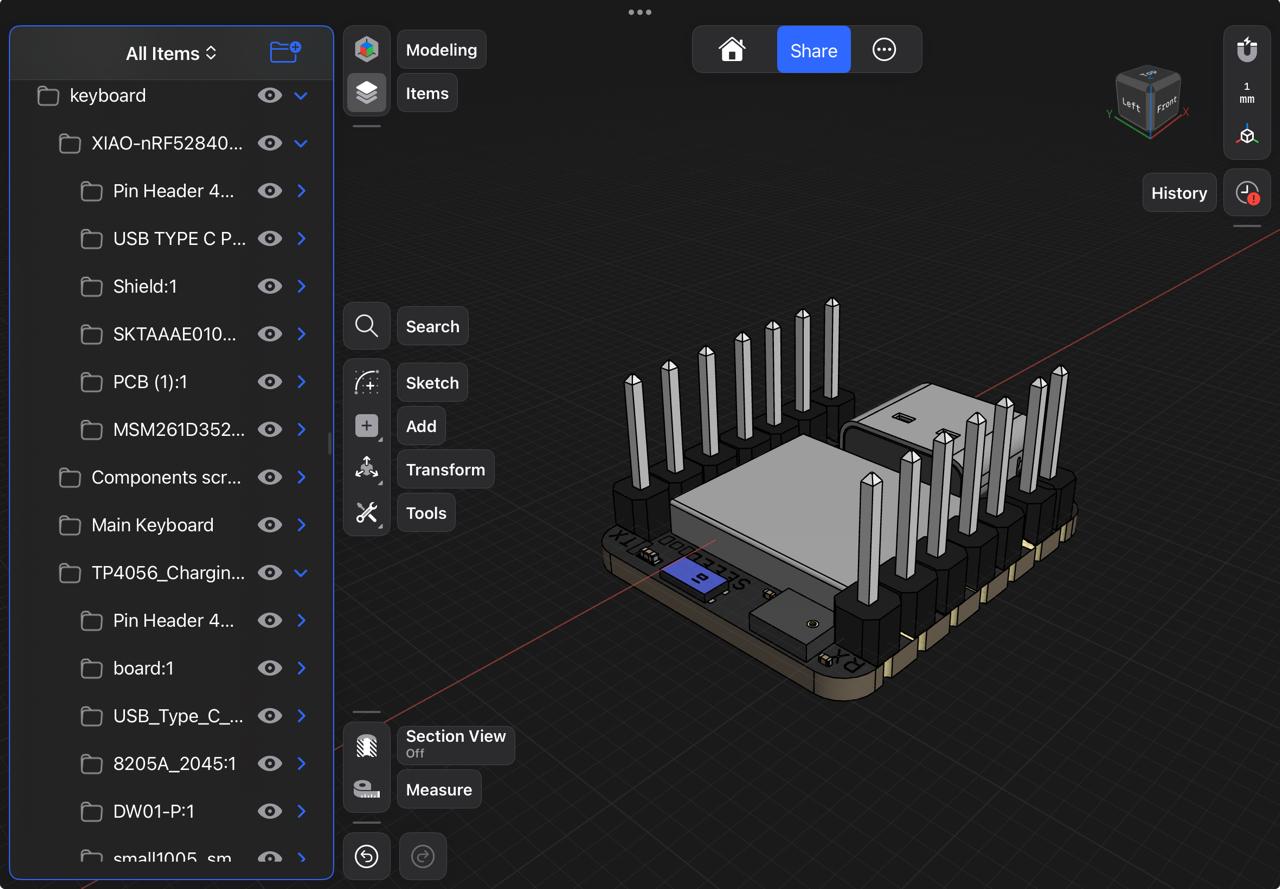 All Items
keyboard
XIAO-nRF52840...
Pin Header 4...
USB TYPE C P...
Shield:1
SKTAAAE010...
PCB (1):1
MSM261D352...
Components scr...
Main Keyboard
TP4056_Chargin...
Pin Header 4...
board:1
USB_Type_C_...
8205A_2045:1
DW01-P:1
small1005_sm
Modeling
Items
Search
Sketch
Add
Transform
Tools
Section View
Off
Measure
Share
Top
Left
Front
Y
X
1
mm
History
RX